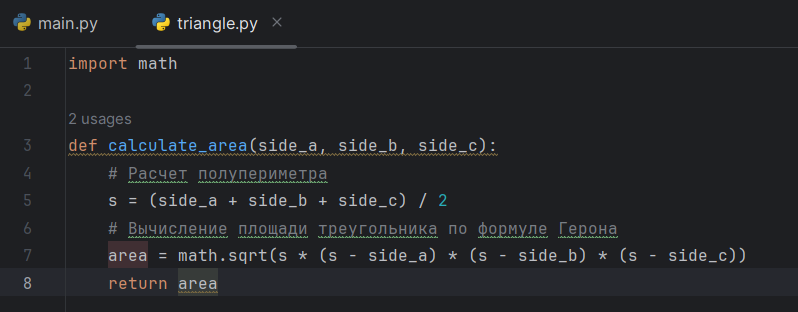 main.py triangle.py
1 import math
2
2 usages
3 def calculate_area(side_a, side_b, side_c):
4 # Расчет полупериметра
5 s = (side_a + side_b + side_c) / 2
6 # Вычисление площади треугольника по формуле Герона
7 area = math.sqrt(s * (s - side_a) * (s - side_b) * (s - side_c))
8 return area